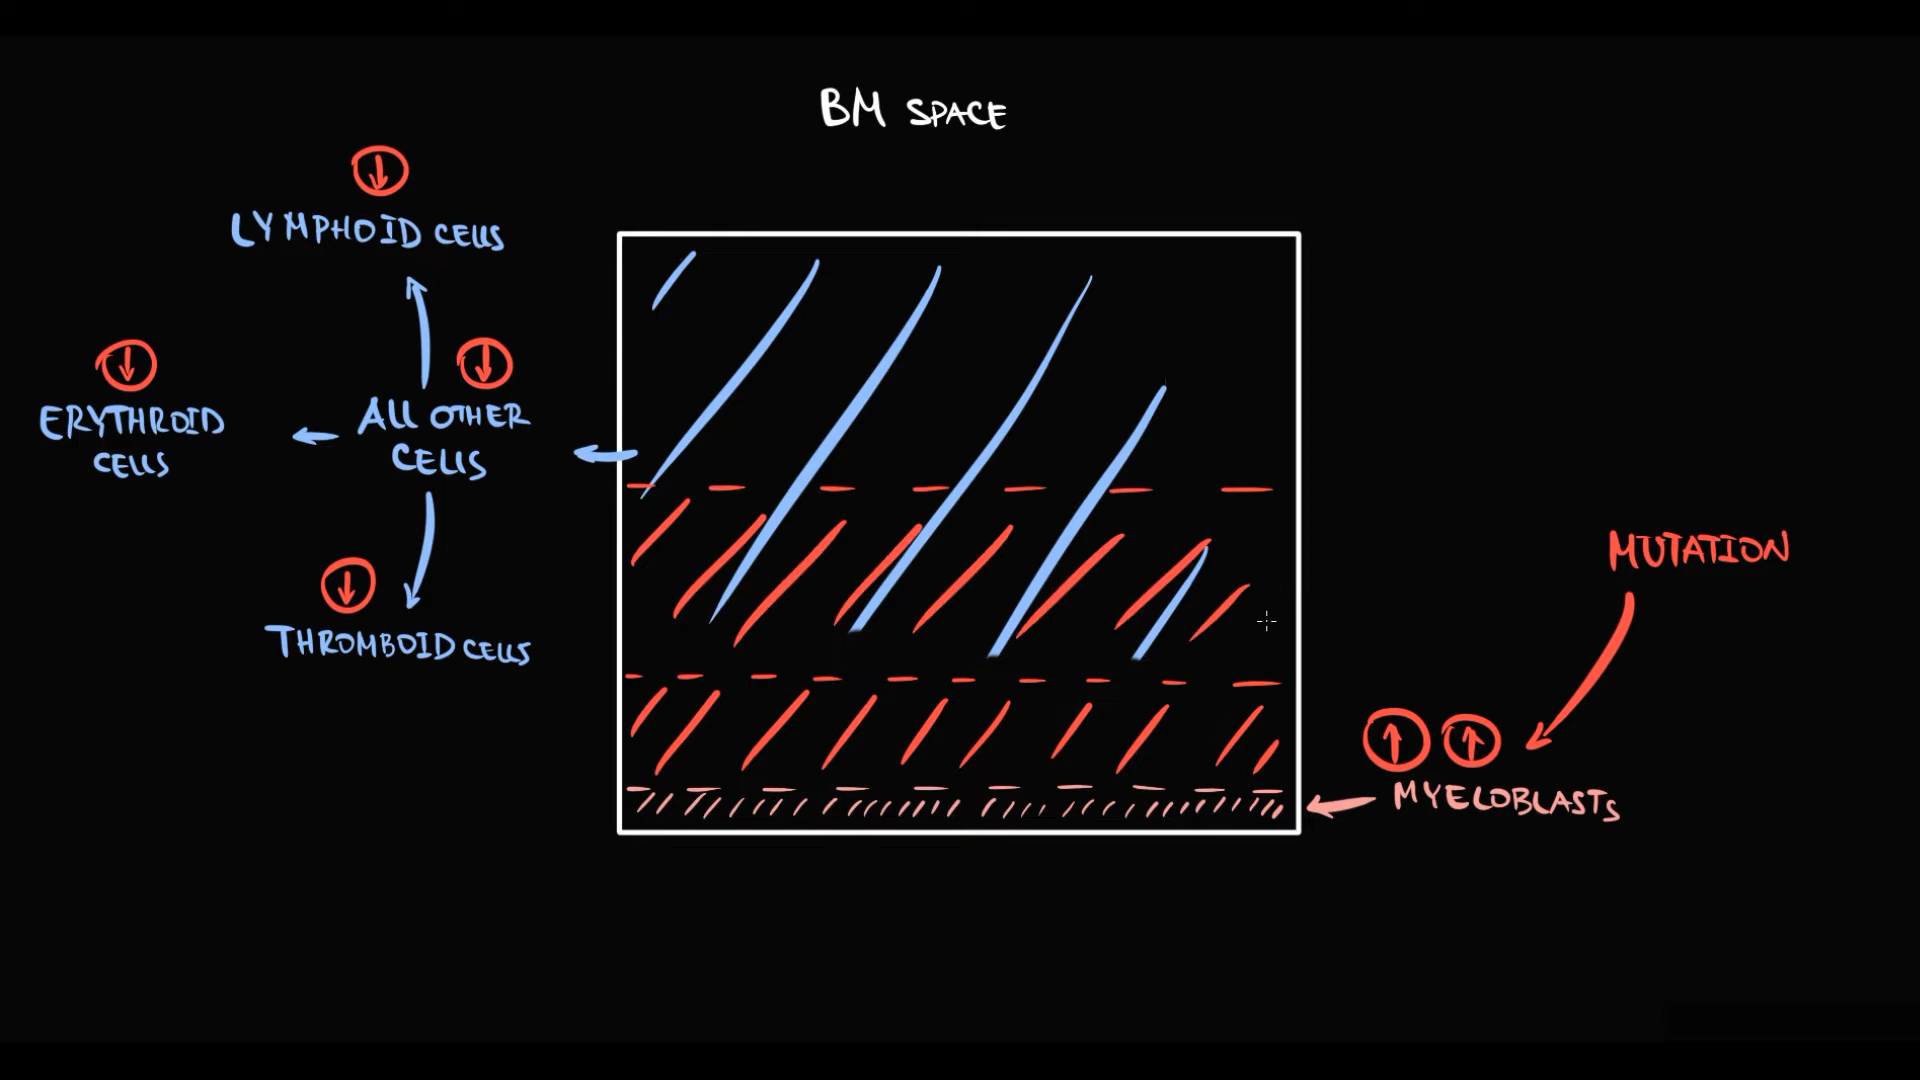 BM SPACE
LYMPHOID CELLS
ERYTHROID
CELLS
ALL OTHER
CELLS
THROMBOID CELLS
MUTATION
MYELOBLASTS